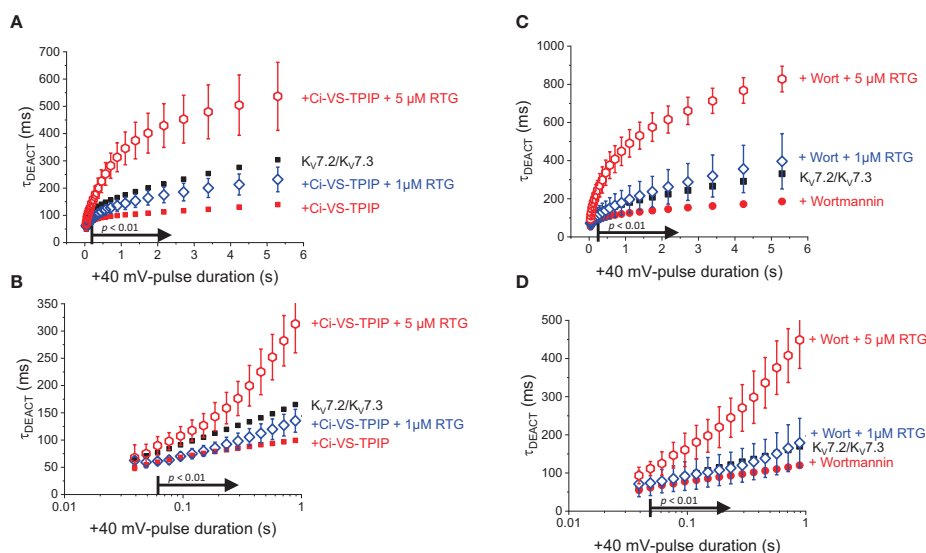 A
700
600
500
400
300
200
100
0
τDEACT (ms)
+Ci-VS-TPIP + 5 µM RTG
KV7.2/KV7.3
+Ci-VS-TPIP + 1µM RTG
+Ci-VS-TPIP
p < 0.01
0 1 2 3 4 5 6
+40 mV-pulse duration (s)
B
350
300
250
200
150
100
50
0
τDEACT (ms)
+Ci-VS-TPIP + 5 µM RTG
KV7.2/KV7.3
+Ci-VS-TPIP + 1µM RTG
+Ci-VS-TPIP
p < 0.01
0.01 0.1 1
+40 mV-pulse duration (s)
C
1000
800
600
400
200
0
τDEACT (ms)
+ Wort + 5 µM RTG
+ Wort + 1µM RTG
KV7.2/KV7.3
+ Wortmannin
p < 0.01
0 1 2 3 4 5 6
+40 mV-pulse duration (s)
D
500
400
300
200
100
0
τDEACT (ms)
+ Wort + 5 µM RTG
+ Wort + 1µM RTG
KV7.2/KV7.3
+ Wortmannin
p < 0.01
0.01 0.1 1
+40 mV-pulse duration (s)